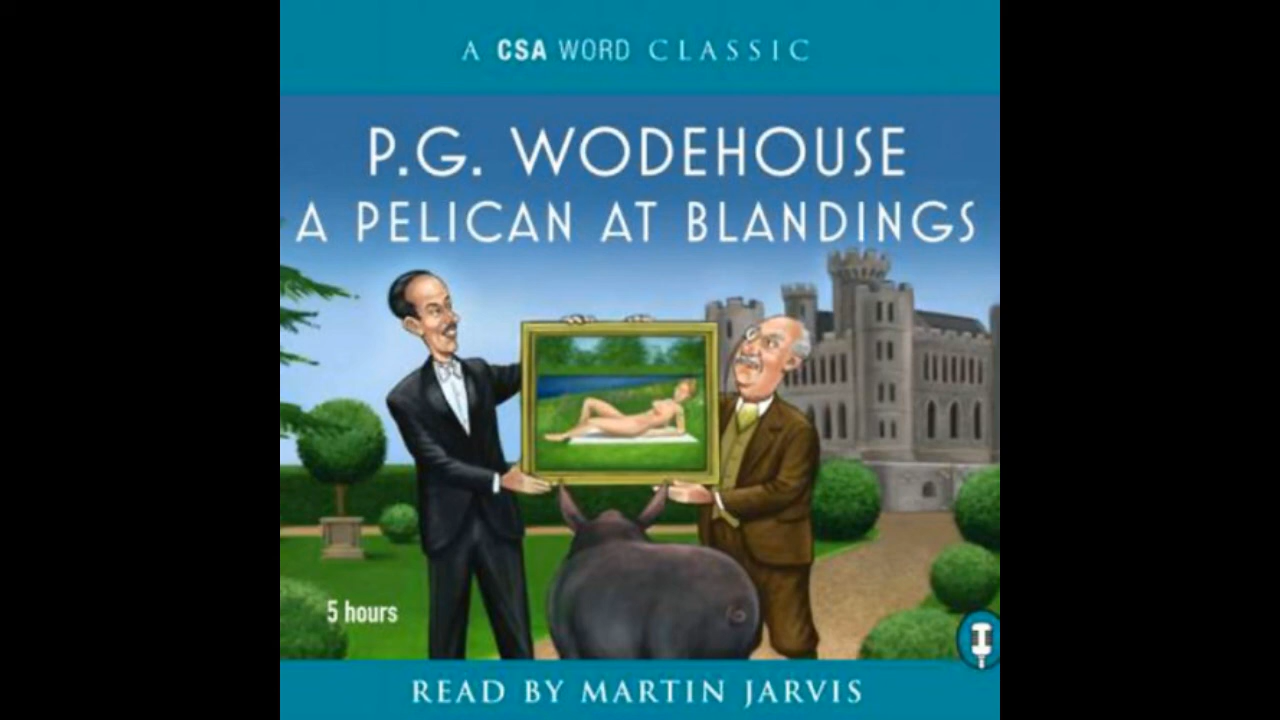 A CSA WORD CLASSIC
P.G. WODEHOUSE
A PELICAN AT BLANDINGS
5 hours
READ BY MARTIN JARVIS